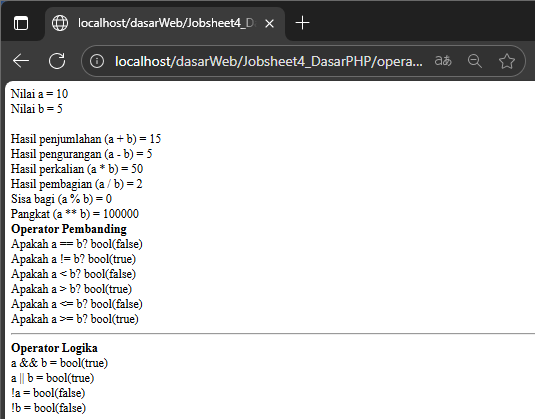 localhost/dasarWeb/Jobsheet4_D
localhost/dasarWeb/Jobsheet4_DasarPHP/opera...
Nilai a = 10
Nilai b = 5
Hasil penjumlahan (a + b) = 15
Hasil pengurangan (a - b) = 5
Hasil perkalian (a * b) = 50
Hasil pembagian (a / b) = 2
Sisa bagi (a % b) = 0
Pangkat (a ** b) = 100000
Operator Pembanding
Apakah a == b? bool(false)
Apakah a != b? bool(true)
Apakah a < b? bool(false)
Apakah a > b? bool(true)
Apakah a <= b? bool(false)
Apakah a >= b? bool(true)
Operator Logika
a && b = bool(true)
a || b = bool(true)
!a = bool(false)
!b = bool(false)